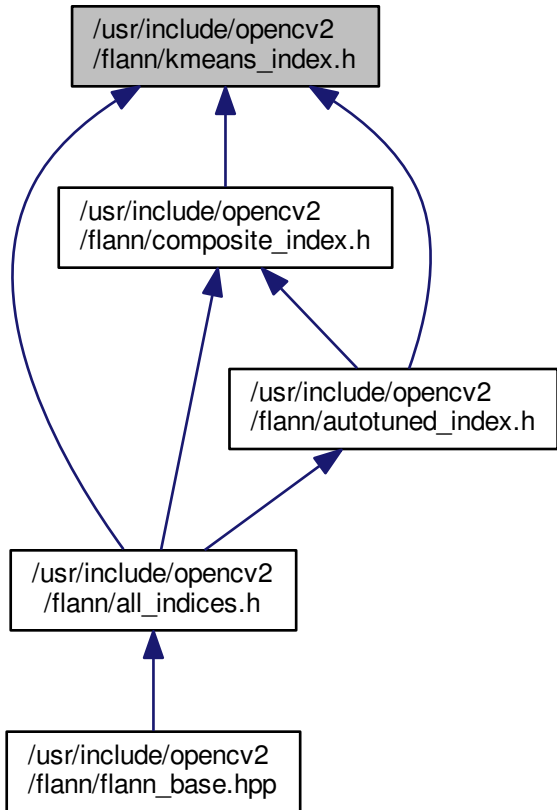 /usr/include/opencv2
/flann/kmeans_index.h
/usr/include/opencv2
/flann/composite_index.h
/usr/include/opencv2
/flann/autotuned_index.h
/usr/include/opencv2
/flann/all_indices.h
/usr/include/opencv2
/flann/flann_base.hpp